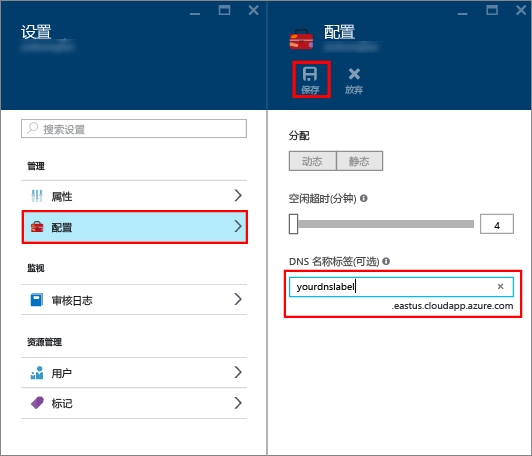 设置
搜索设置
管理
属性
配置
监视
审核日志
资源管理
用户
标记
配置
保存
放弃
分配
动态
静态
空闲超时(分钟)
4
DNS 名称标签(可选)
yourdnslabel
.eastus.cloudapp.azure.com